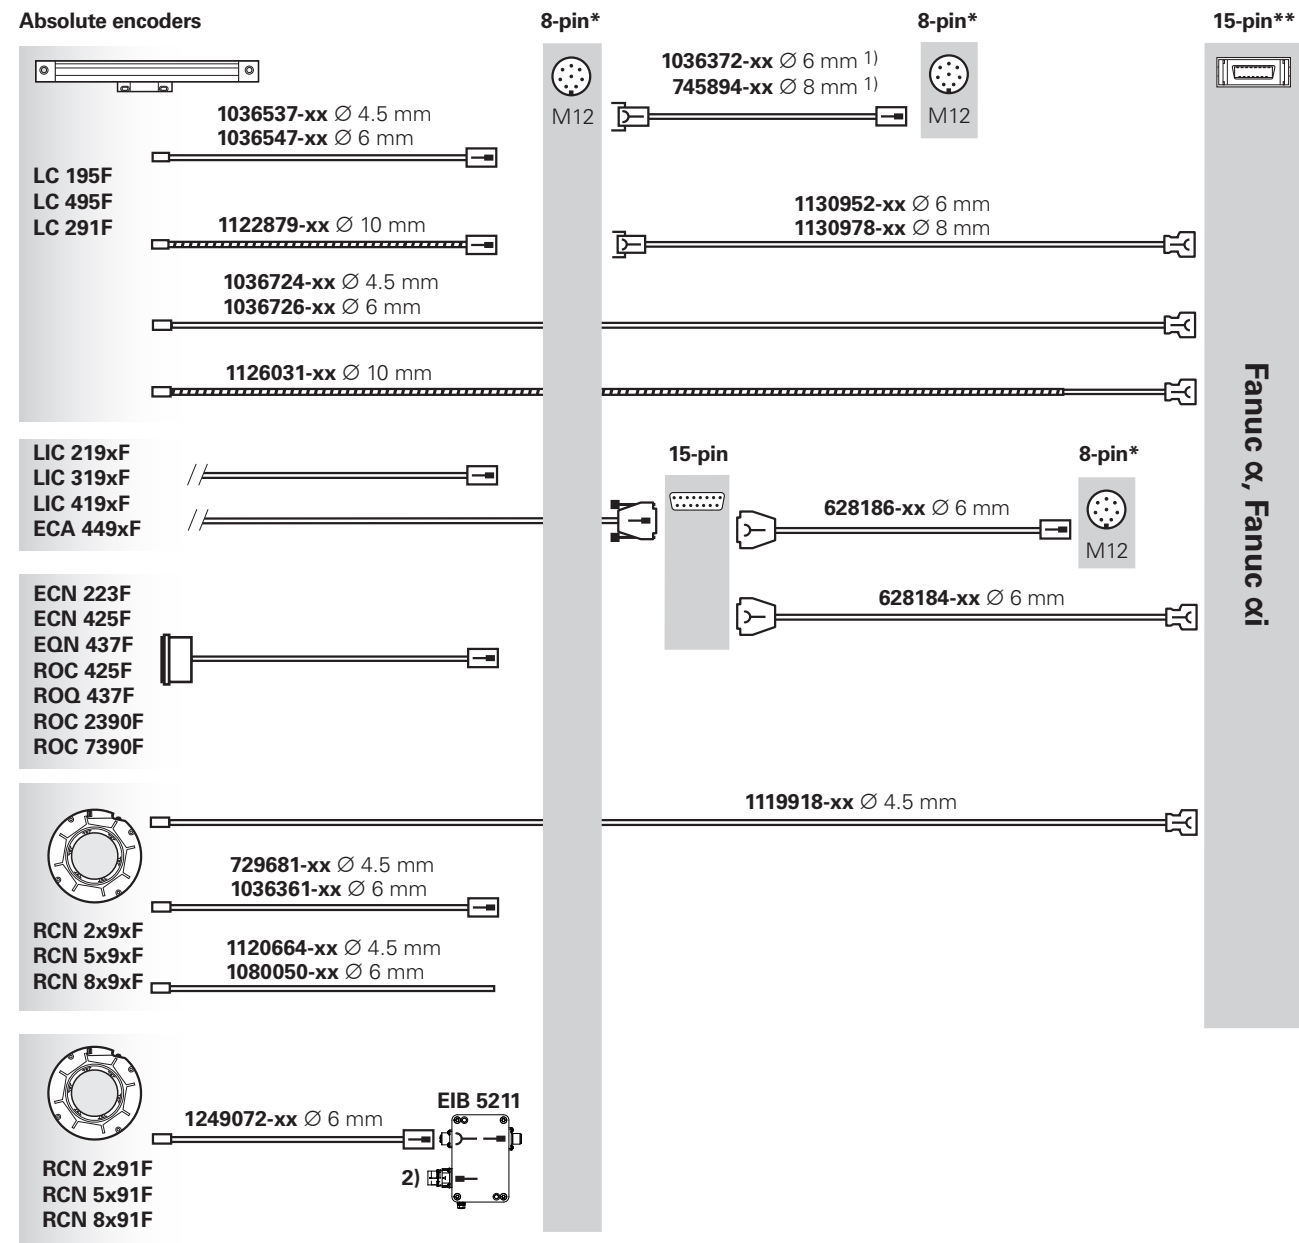 Absolute encoders
8-pin*
8-pin*
15-pin**
1036372-xx ∅ 6 mm 1)
745894-xx ∅ 8 mm 1)
M12
M12
1036537-xx ∅ 4.5 mm
1036547-xx ∅ 6 mm
LC 195F
LC 495F
LC 291F
1122879-xx ∅ 10 mm
1130952-xx ∅ 6 mm
1130978-xx ∅ 8 mm
1036724-xx ∅ 4.5 mm
1036726-xx ∅ 6 mm
1126031-xx ∅ 10 mm
Fanuc α, Fanuc αi
LIC 219xF
LIC 319xF
LIC 419xF
ECA 449xF
15-pin
8-pin*
628186-xx ∅ 6 mm
M12
628184-xx ∅ 6 mm
ECN 223F
ECN 425F
EQN 437F
ROC 425F
ROQ 437F
ROC 2390F
ROC 7390F
1119918-xx ∅ 4.5 mm
729681-xx ∅ 4.5 mm
1036361-xx ∅ 6 mm
RCN 2x9xF
RCN 5x9xF
RCN 8x9xF
1120664-xx ∅ 4.5 mm
1080050-xx ∅ 6 mm
EIB 5211
1249072-xx ∅ 6 mm
2)
RCN 2x91F
RCN 5x91F
RCN 8x91F